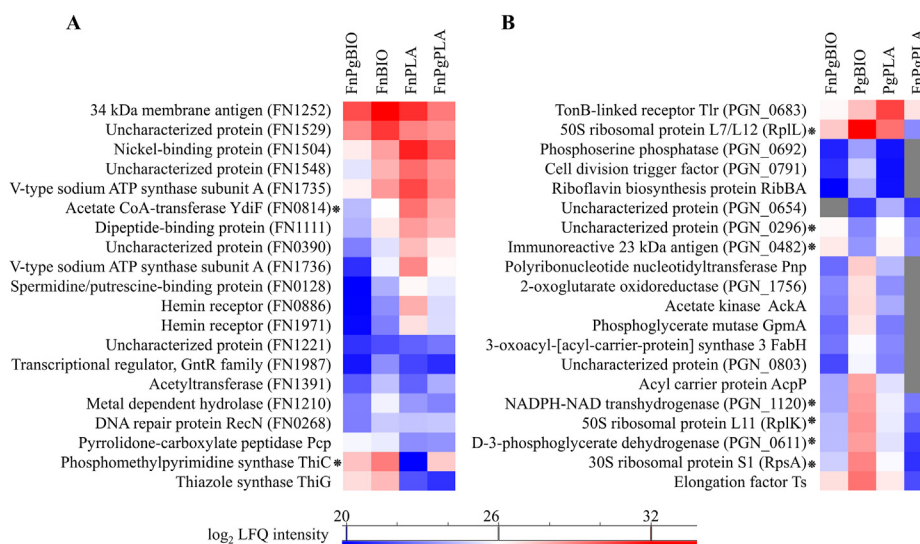 A
FnPgBIO
FnBIO
FnPLA
FnPgPLA
34 kDa membrane antigen (FN1252)
Uncharacterized protein (FN1529)
Nickel-binding protein (FN1504)
Uncharacterized protein (FN1548)
V-type sodium ATP synthase subunit A (FN1735)
Acetate CoA-transferase YdiF (FN0814)*
Dipeptide-binding protein (FN1111)
Uncharacterized protein (FN0390)
V-type sodium ATP synthase subunit A (FN1736)
Spermidine/putrescine-binding protein (FN0128)
Hemin receptor (FN0886)
Hemin receptor (FN1971)
Uncharacterized protein (FN1221)
Transcriptional regulator, GntR family (FN1987)
Acetyltransferase (FN1391)
Metal dependent hydrolase (FN1210)
DNA repair protein RecN (FN0268)
Pyrrolidone-carboxylate peptidase Pcp
Phosphomethylpyrimidine synthase ThiC*
Thiazole synthase ThiG
B
FnPgBIO
PgBIO
PgPLA
FnPgPLA
TonB-linked receptor Tlr (PGN_0683)
50S ribosomal protein L7/L12 (RplL)*
Phosphoserine phosphatase (PGN_0692)
Cell division trigger factor (PGN_0791)
Riboflavin biosynthesis protein RibBA
Uncharacterized protein (PGN_0654)
Uncharacterized protein (PGN_0296)*
Immunoreactive 23 kDa antigen (PGN_0482)*
Polyribonucleotide nucleotidyltransferase Pnp
2-oxoglutarate oxidoreductase (PGN_1756)
Acetate kinase AckA
Phosphoglycerate mutase GpmA
3-oxoacyl-[acyl-carrier-protein] synthase 3 FabH
Uncharacterized protein (PGN_0803)
Acyl carrier protein AcpP
NADPH-NAD transhydrogenase (PGN_1120)*
50S ribosomal protein L11 (RplK)*
D-3-phosphoglycerate dehydrogenase (PGN_0611)*
30S ribosomal protein S1 (RpsA)*
Elongation factor Ts
log2 LFQ intensity
20 26 32